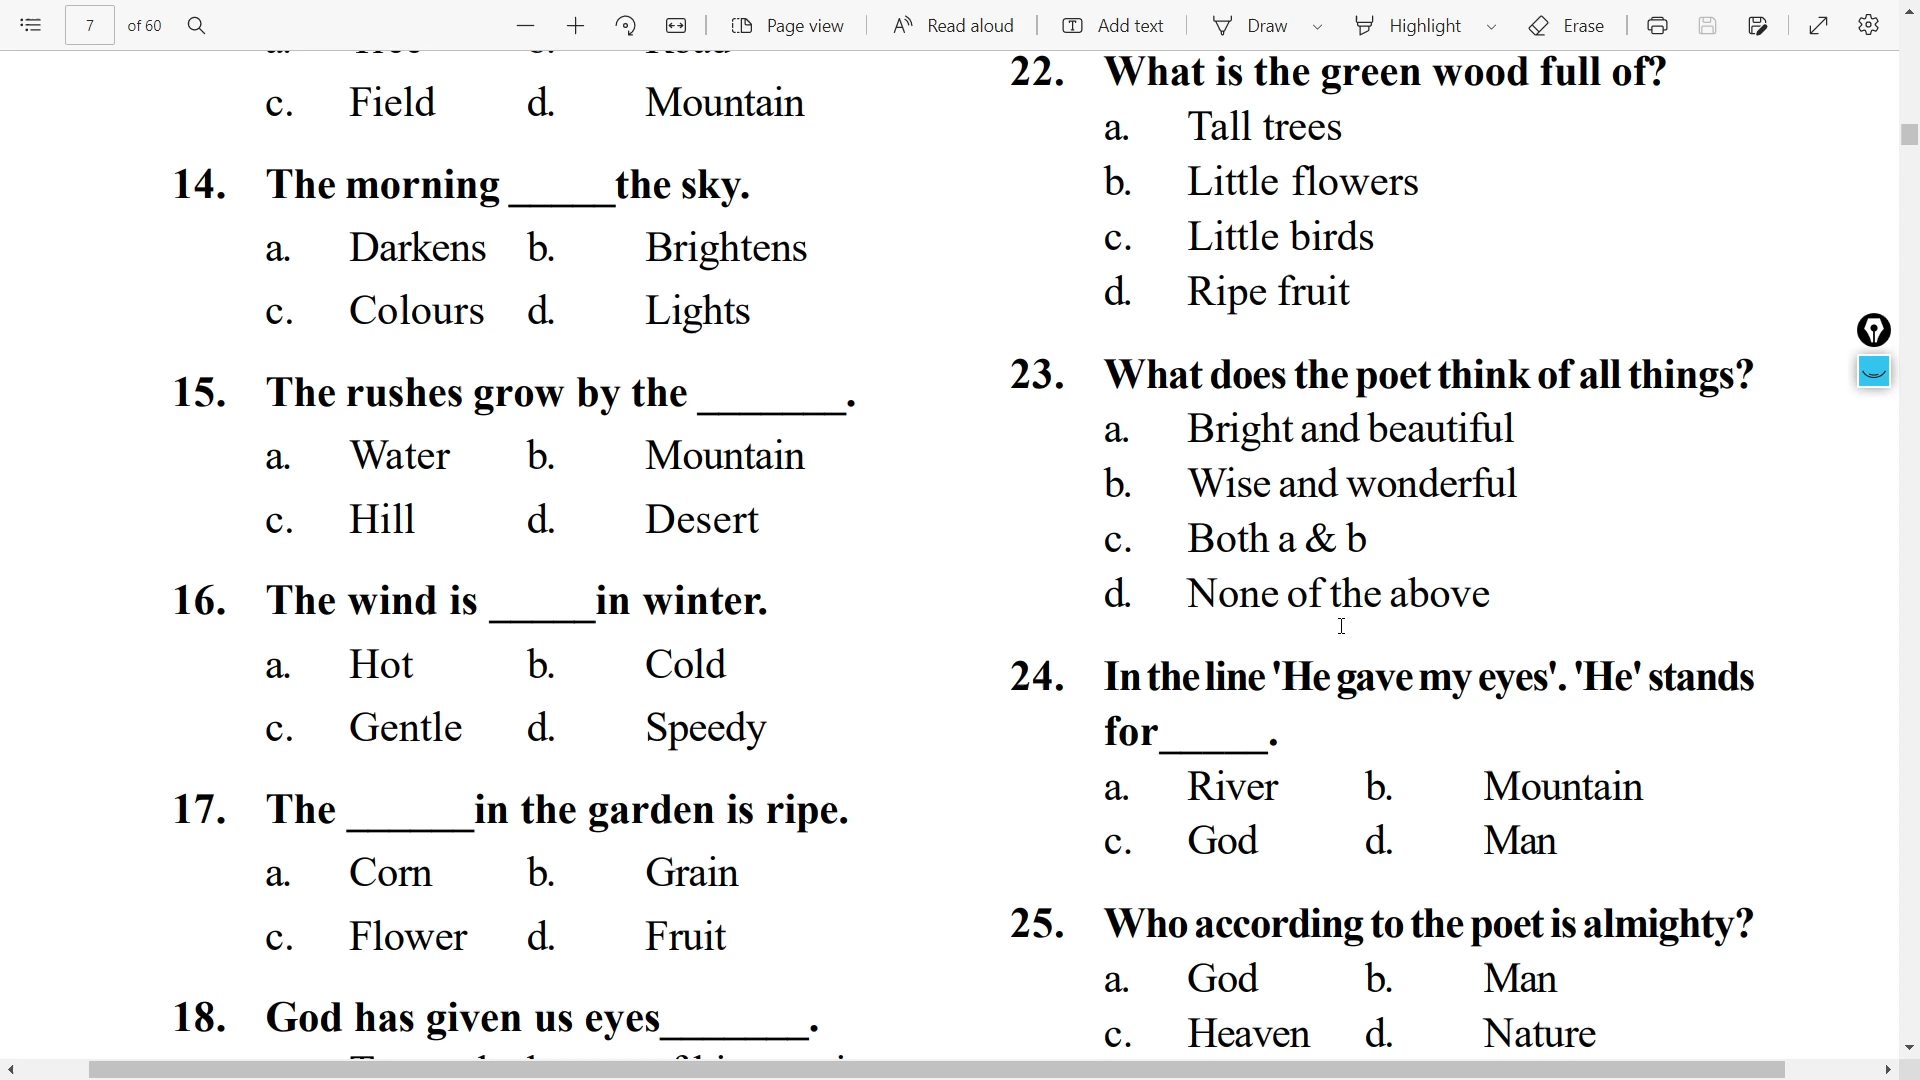 7 of 60 Page view Read aloud Add text Draw Highlight Erase
c. Field d. Mountain
14. The morning _____the sky.
a. Darkens b. Brightens
c. Colours d. Lights
15. The rushes grow by the _______.
a. Water b. Mountain
c. Hill d. Desert
16. The wind is _____in winter.
a. Hot b. Cold
c. Gentle d. Speedy
17. The ______in the garden is ripe.
a. Corn b. Grain
c. Flower d. Fruit
18. God has given us eyes_______.
22. What is the green wood full of?
a. Tall trees
b. Little flowers
c. Little birds
d. Ripe fruit
23. What does the poet think of all things?
a. Bright and beautiful
b. Wise and wonderful
c. Both a & b
d. None of the above
24. In the line 'He gave my eyes'. 'He' stands
for_____.
a. River b. Mountain
c. God d. Man
25. Who according to the poet is almighty?
a. God b. Man
c. Heaven d. Nature